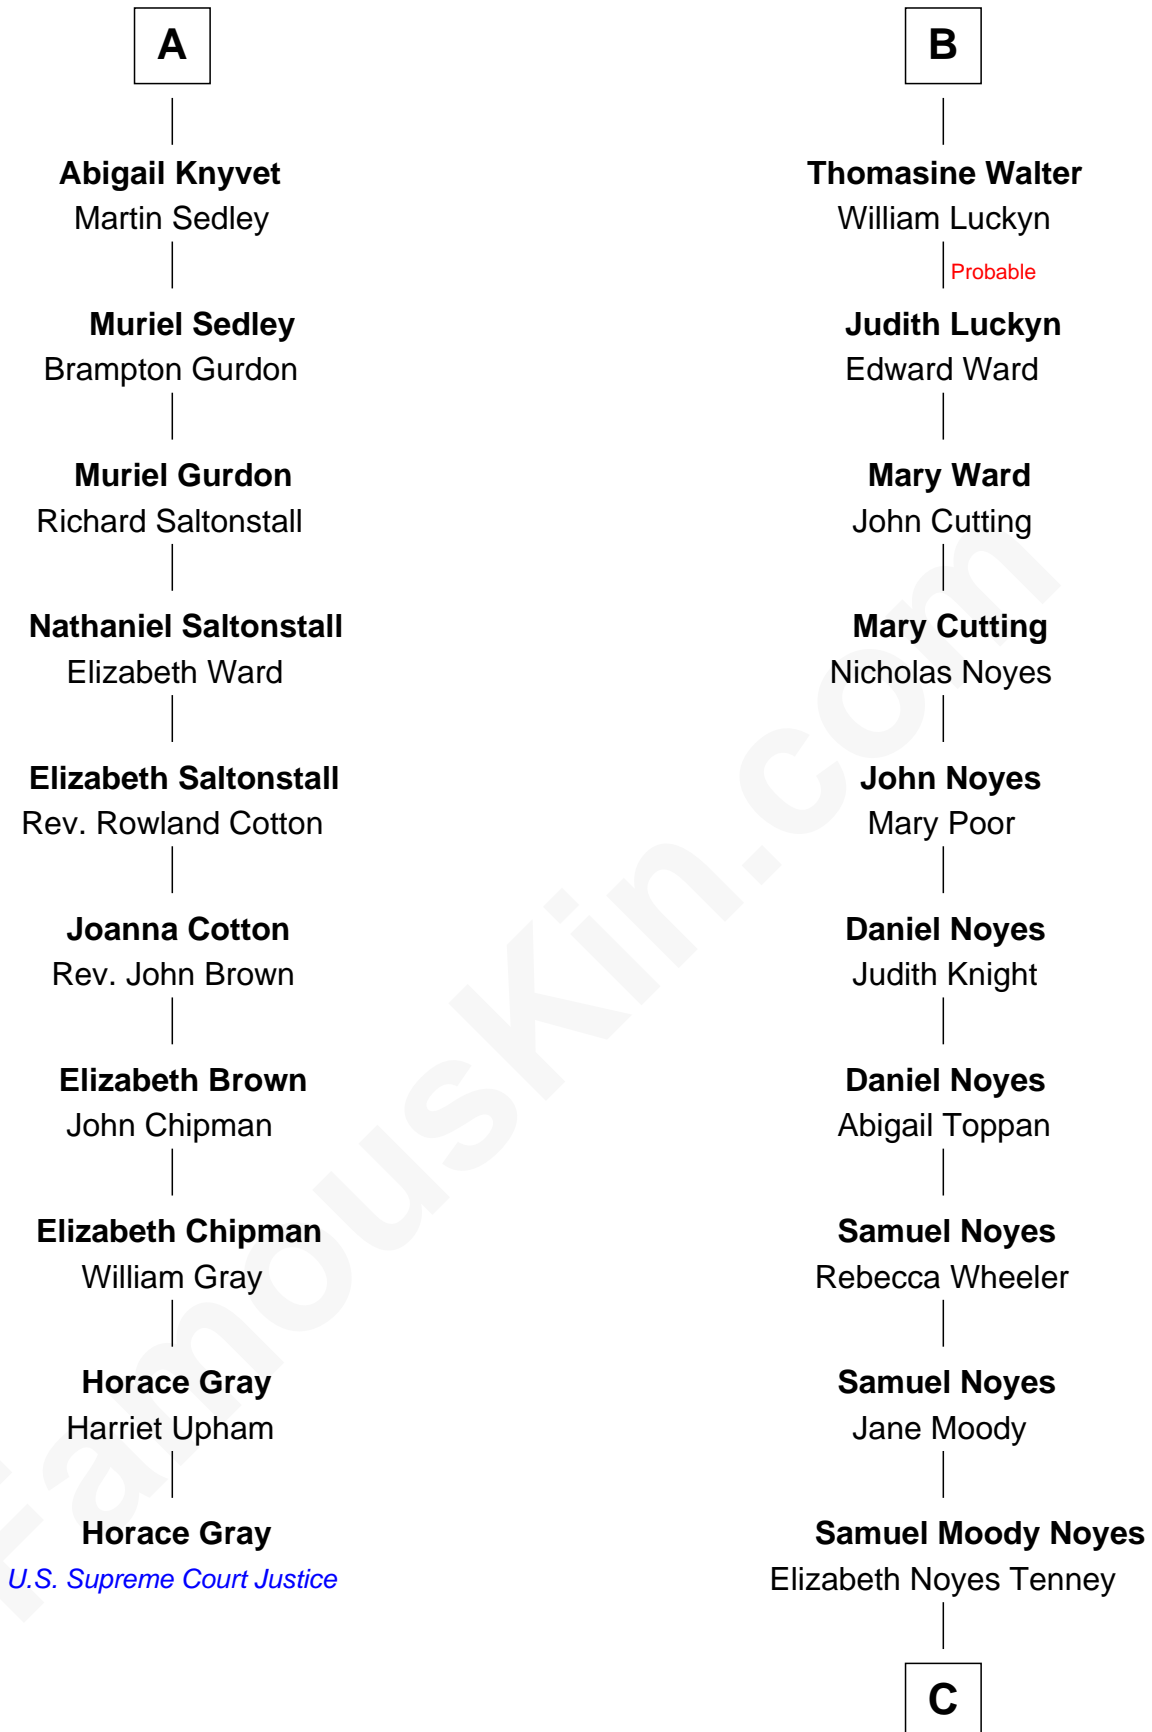 A
Abigail Knyvet
Martin Sedley
Muriel Sedley
Brampton Gurdon
Muriel Gurdon
Richard Saltonstall
Nathaniel Saltonstall
Elizabeth Ward
Elizabeth Saltonstall
Rev. Rowland Cotton
Joanna Cotton
Rev. John Brown
Elizabeth Brown
John Chipman
Elizabeth Chipman
William Gray
Horace Gray
Harriet Upham
Horace Gray
U.S. Supreme Court Justice
B
Thomasine Walter
William Luckyn
Probable
Judith Luckyn
Edward Ward
Mary Ward
John Cutting
Mary Cutting
Nicholas Noyes
John Noyes
Mary Poor
Daniel Noyes
Judith Knight
Daniel Noyes
Abigail Toppan
Samuel Noyes
Rebecca Wheeler
Samuel Noyes
Jane Moody
Samuel Moody Noyes
Elizabeth Noyes Tenney
C
FamousKin.com